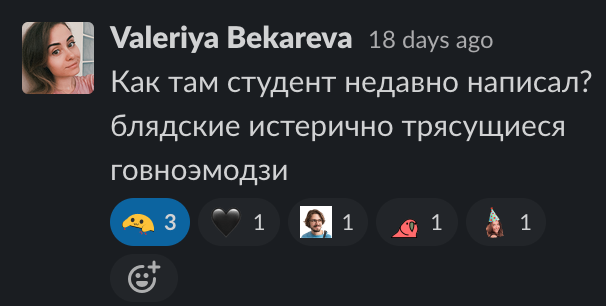 Valeriya Bekareva 18 days ago
Как там студент недавно написал?
блядские истерично трясущиеся
говноэмодзи
3 1 1 1 1